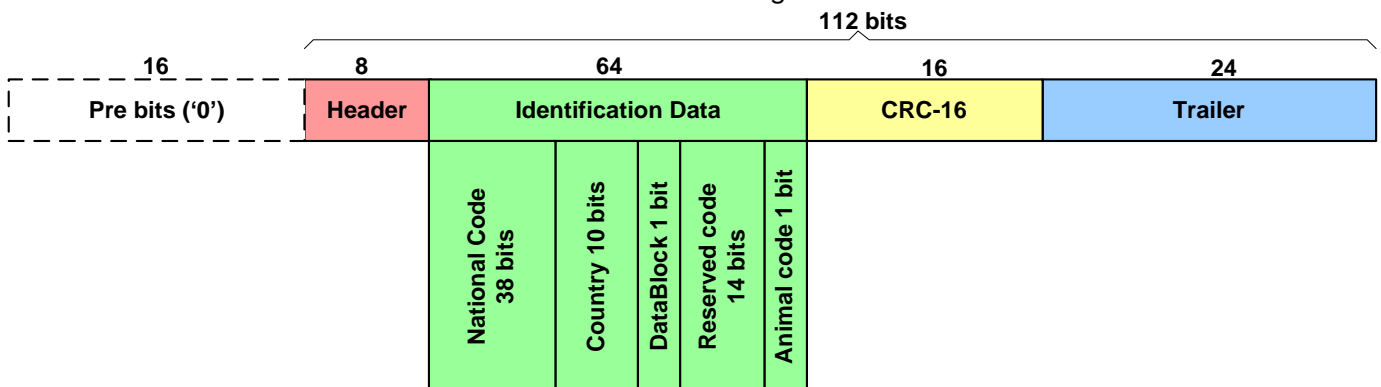 112 bits
16 8 64 16 24
Pre bits (‘0’) Header Identification Data CRC-16 Trailer
National Code
38 bits
Country 10 bits
DataBlock 1 bit
Reserved code
14 bits
Animal code 1 bit